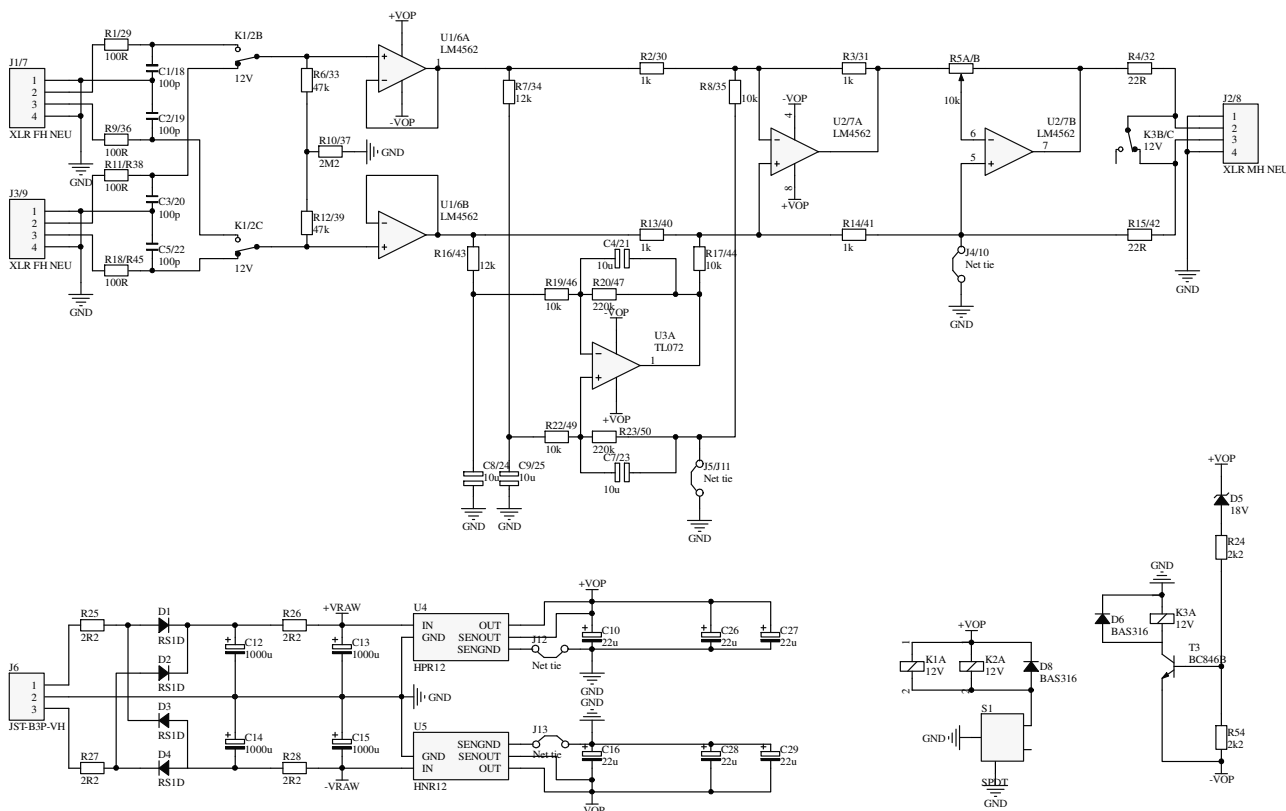 +VOP
K1/2B
U1/6A
LM4562
1
R1/29
100R
12V
C1/18
100p
R6/33
47k
-VOP
J1/7
1
2
3
4
XLR FH NEU
C2/19
100p
R9/36
100R
GND
R10/37
2M2
GND
R11/R38
100R
J3/9
1
2
3
4
XLR FH NEU
C3/20
100p
K1/2C
12V
R12/39
47k
U1/6B
LM4562
C5/22
100p
R18/R45
100R
GND
R2/30
1k
R3/31
1k
R5A/B
10k
R4/32
22R
R7/34
12k
R8/35
10k
-VOP
4
U2/7A
LM4562
8
+VOP
6
5
U2/7B
LM4562
7
K3B/C
12V
J2/8
1
2
3
4
XLR MH NEU
R13/40
1k
R14/41
1k
R15/42
22R
GND
R16/43
12k
C4/21
10u
R17/44
10k
J4/10
Net tie
GND
R19/46
10k
R20/47
220k
-VOP
U3A
TL072
1
+VOP
R22/49
10k
R23/50
220k
C7/23
10u
C8/24
10u
C9/25
10u
GND
GND
J5/J11
Net tie
GND
+VOP
D5
18V
R24
2k2
GND
D6
BAS316
K3A
12V
T3
BC846B
R54
2k2
-VOP
+VOP
K1A
12V
1
2
K2A
12V
D8
BAS316
S1
GND
SPDT
GND
R25
2R2
D1
RS1D
D2
RS1D
D3
RS1D
D4
RS1D
R27
2R2
J6
1
2
3
JST-B3P-VH
C12
1000u
C14
1000u
R26
2R2
R28
2R2
+VRAW
-VRAW
C13
1000u
C15
1000u
GND
U4
IN
GND
OUT
SENOUT
SENGND
HPR12
J12
Net tie
+VOP
C10
22u
C26
22u
C27
22u
GND
GND
U5
SENGND
GND
SENOUT
IN
OUT
HNR12
J13
Net tie
C16
22u
C28
22u
C29
22u
-VOP